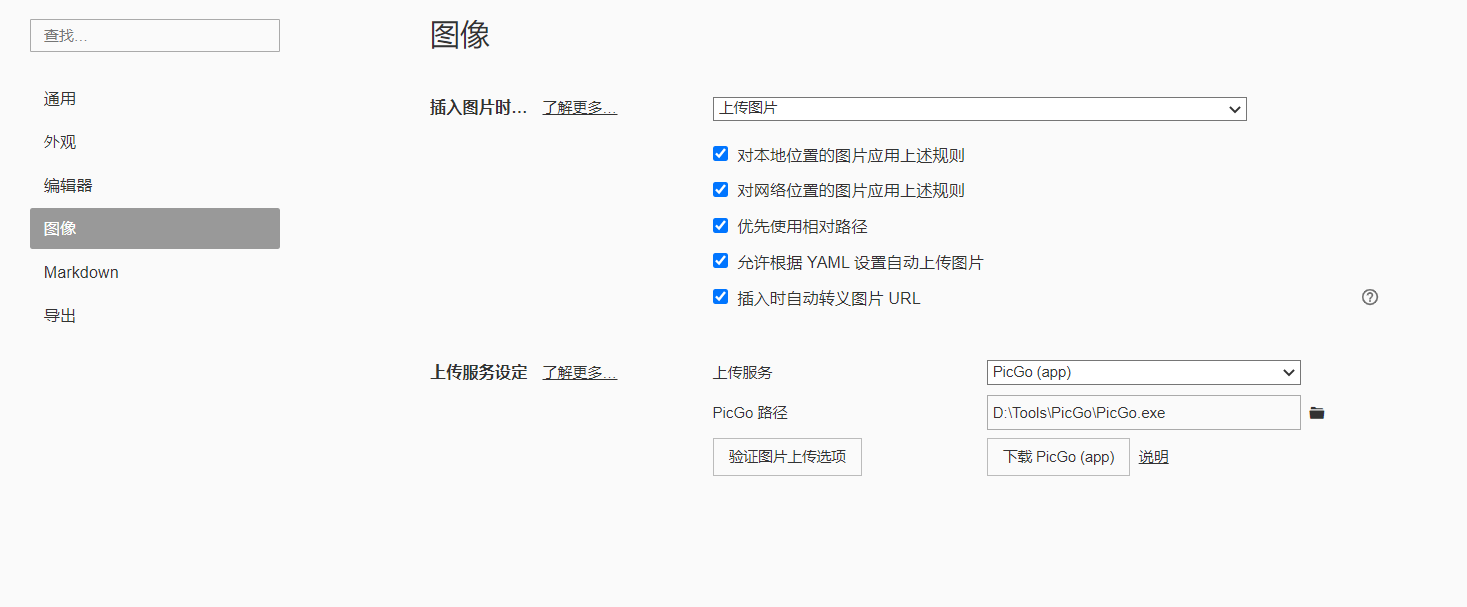 查找...
通用
外观
编辑器
图像
Markdown
导出
图像
插入图片时... 了解更多...
上传图片
对本地位置的图片应用上述规则
对网络位置的图片应用上述规则
优先使用相对路径
允许根据 YAML 设置自动上传图片
插入时自动转义图片 URL
上传服务设定 了解更多...
上传服务 PicGo (app)
PicGo 路径 D:\Tools\PicGo\PicGo.exe
验证图片上传选项 下载 PicGo (app) 说明